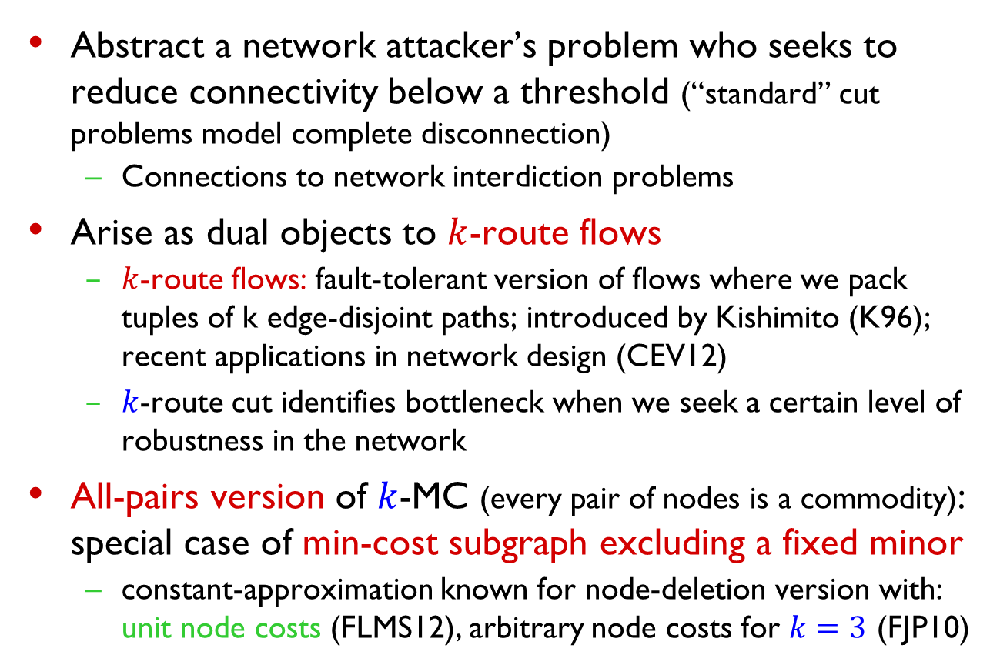 • Abstract a network attacker's problem who seeks to
reduce connectivity below a threshold (“standard” cut
problems model complete disconnection)
– Connections to network interdiction problems
• Arise as dual objects to k-route flows
– k-route flows: fault-tolerant version of flows where we pack
tuples of k edge-disjoint paths; introduced by Kishimito (K96);
recent applications in network design (CEV12)
– k-route cut identifies bottleneck when we seek a certain level of
robustness in the network
• All-pairs version of k-MC (every pair of nodes is a commodity):
special case of min-cost subgraph excluding a fixed minor
– constant-approximation known for node-deletion version with:
unit node costs (FLMS12), arbitrary node costs for k = 3 (FJP10)